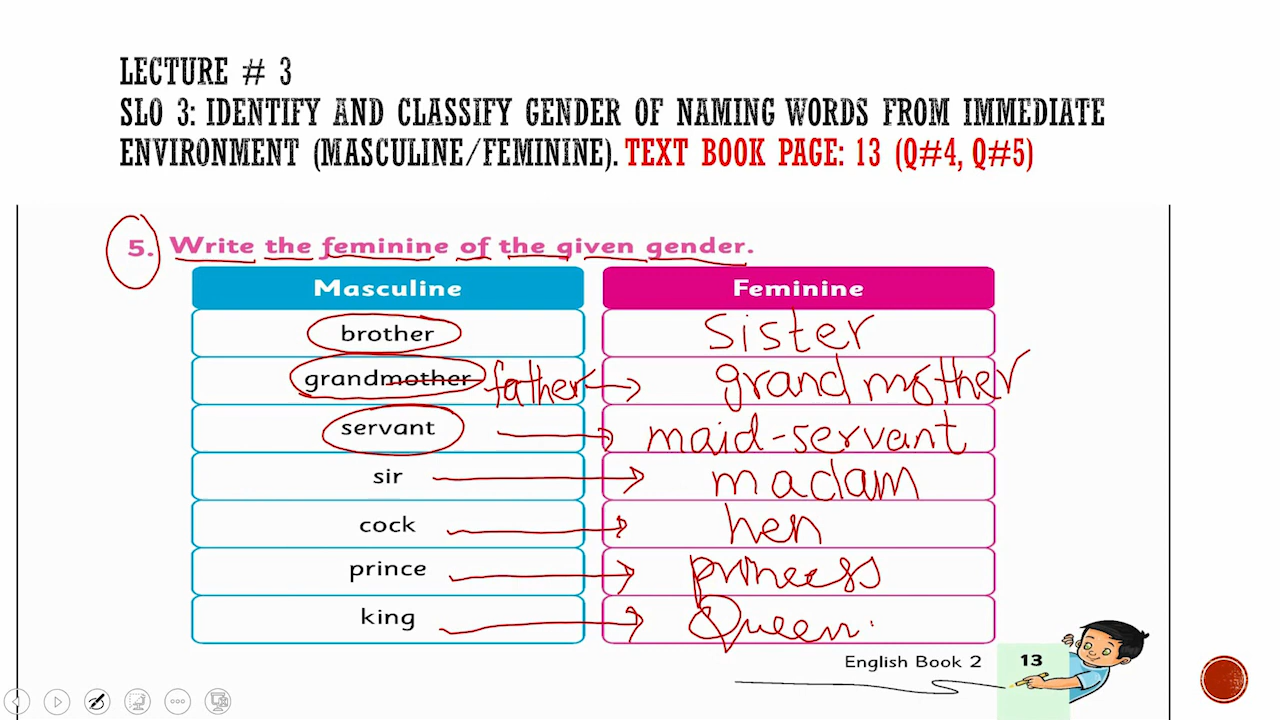 LECTURE # 3
SLO 3: IDENTIFY AND CLASSIFY GENDER OF NAMING WORDS FROM IMMEDIATE
ENVIRONMENT (MASCULINE/FEMININE). TEXT BOOK PAGE: 13 (Q#4, Q#5)
5. Write the feminine of the given gender.
Masculine Feminine
brother sister
grandmother father grand mother
servant maid-servant
sir madam
cock hen
prince princess
king Queen.
English Book 2 13